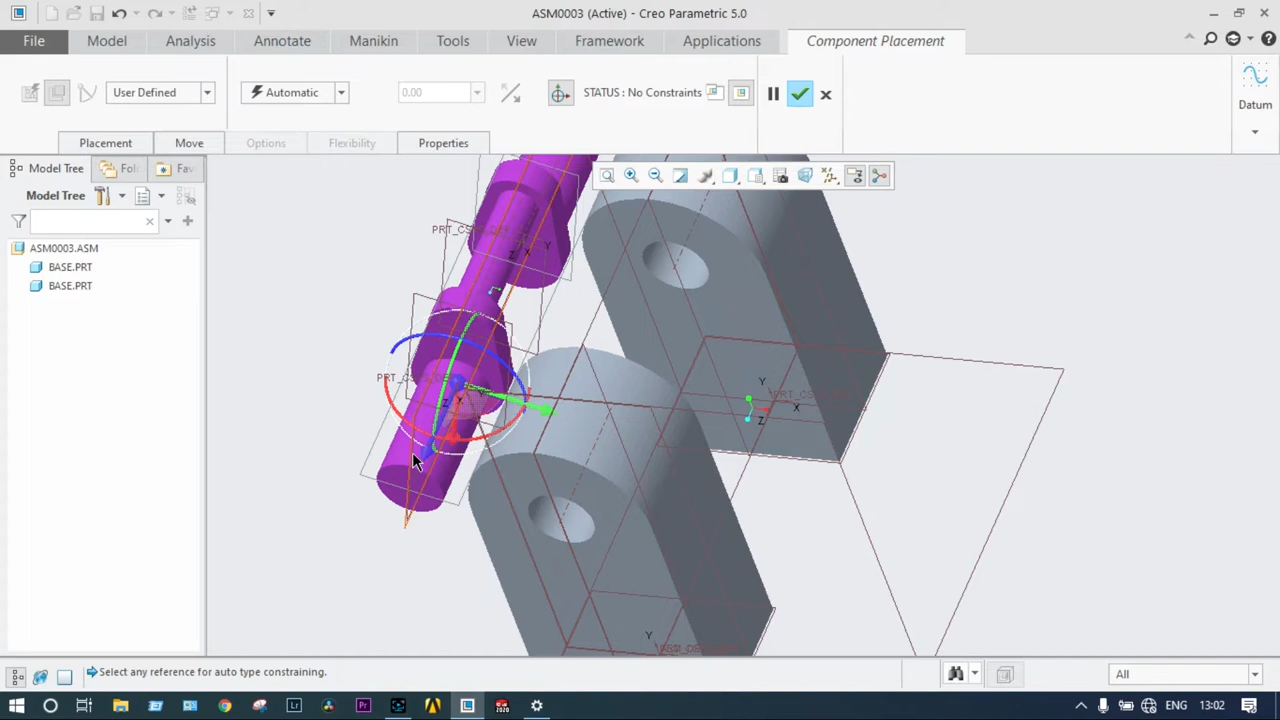 ASM0003 (Active) - Creo Parametric 5.0
File Model Analysis Annotate Manikin Tools View Framework Applications Component Placement
User Defined Automatic 0.00 STATUS : No Constraints Datum
Placement Move Options Flexibility Properties
Model Tree Fol Fav
Model Tree
ASM0003.ASM
BASE.PRT
BASE.PRT
Z X Y
Y
X
Z
Z
Y
Select any reference for auto type constraining.
All
ENG 13:02